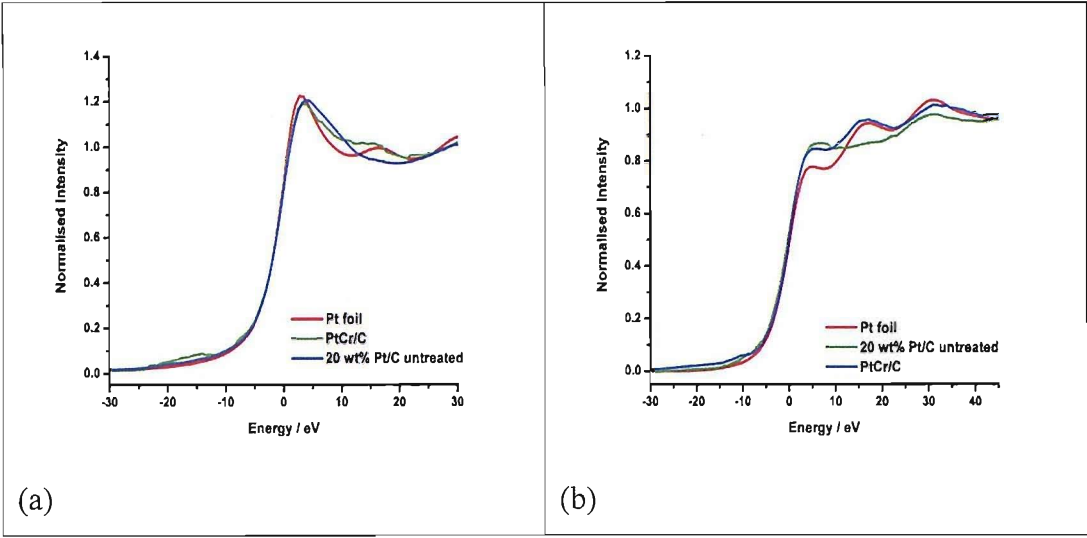 1.4
1.2
1.0
0.8
0.6
0.4
0.2
0.0
Normalised Intensity
-30 -20 -10 0 10 20 30
Energy / eV
Pt foil
PtCr/C
20 wt% Pt/C untreated
(a)
1.2
1.0
0.8
0.6
0.4
0.2
0.0
Normalised Intensity
-30 -20 -10 0 10 20 30 40
Energy / eV
Pt foil
20 wt% Pt/C untreated
PtCr/C
(b)